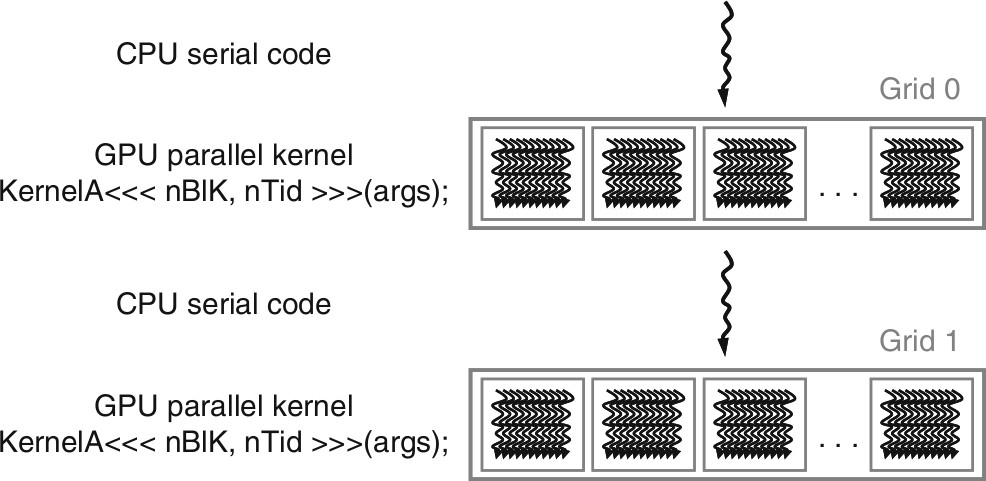 CPU serial code
Grid 0
GPU parallel kernel
KernelA<<< nBlK, nTid >>>(args);
. . .
CPU serial code
Grid 1
GPU parallel kernel
KernelA<<< nBlK, nTid >>>(args);
. . .